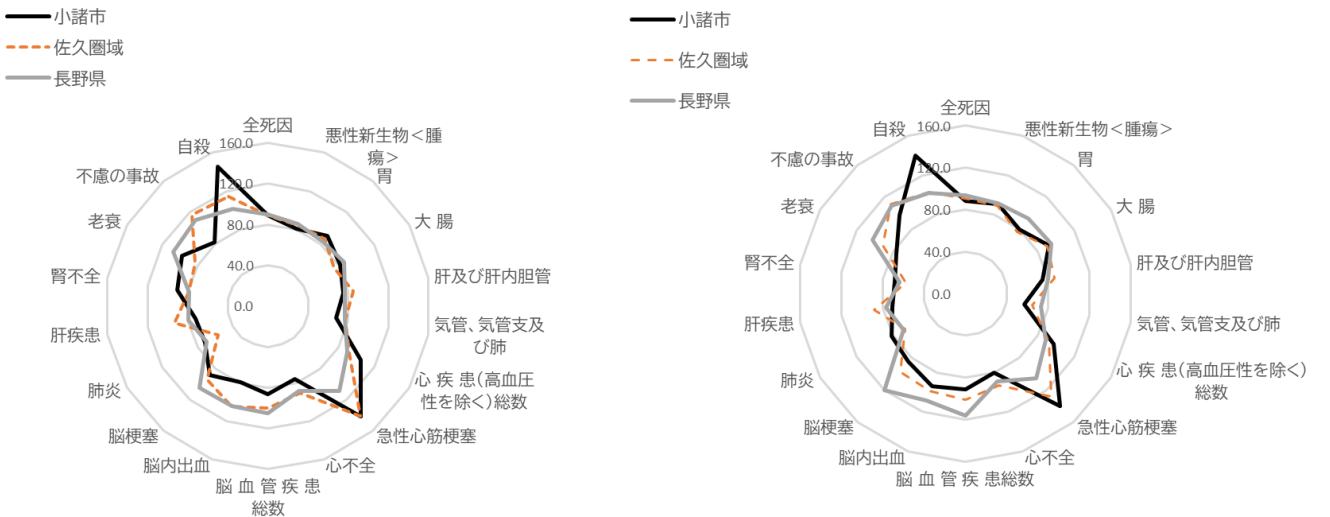 小諸市
佐久圏域
長野県
全死因
悪性新生物＜腫
瘍＞
胃
大 腸
肝及び肝内胆管
気管、気管支及
び肺
心 疾 患（高血圧
性を除く）総数
急性心筋梗塞
心不全
脳 血 管 疾 患
総数
脳内出血
脳梗塞
肺炎
肝疾患
腎不全
老衰
不慮の事故
自殺
160.0
120.0
80.0
40.0
0.0
小諸市
佐久圏域
長野県
全死因
悪性新生物＜腫瘍＞
胃
大 腸
肝及び肝内胆管
気管、気管支及び肺
心 疾 患（高血圧性を除く）
総数
急性心筋梗塞
心不全
脳 血 管 疾 患総数
脳内出血
脳梗塞
肺炎
肝疾患
腎不全
老衰
不慮の事故
自殺
160.0
120.0
80.0
40.0
0.0